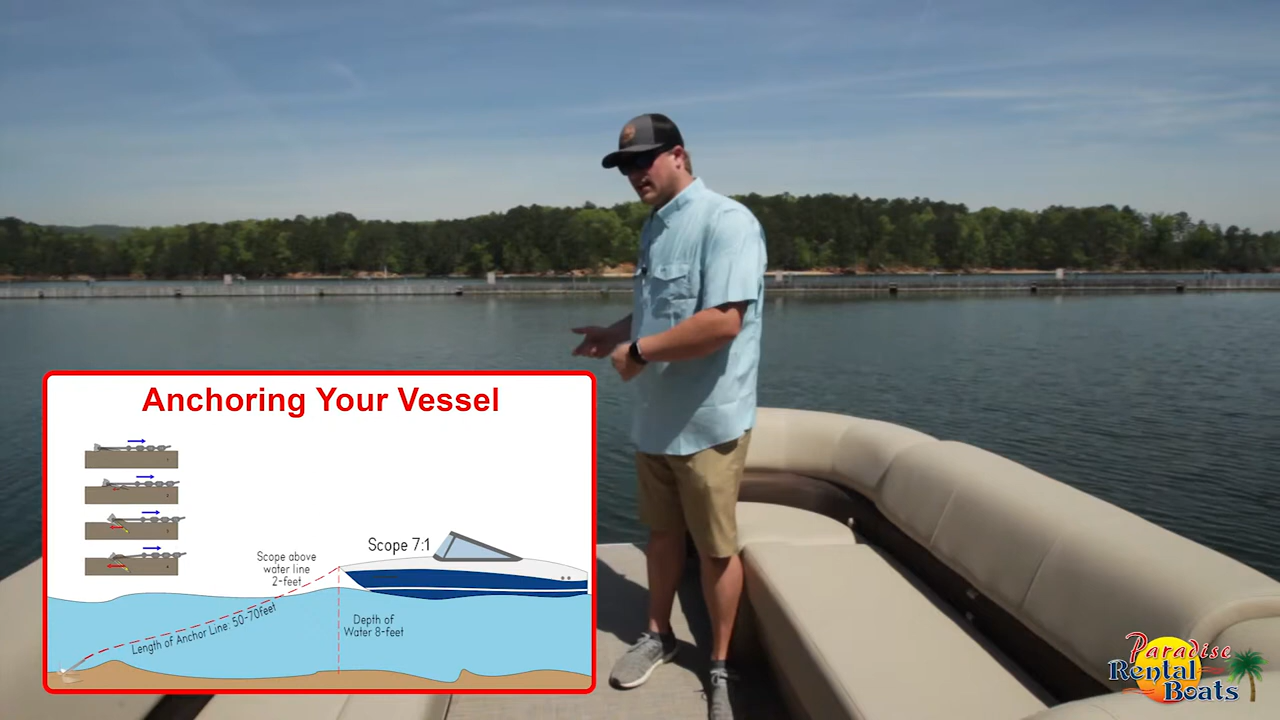 Anchoring Your Vessel
Scope 7:1
Scope above
water line
2-feet
Length of Anchor Line: 50-70feet
Depth of
Water 8-feet
Paradise
Rental
Boats